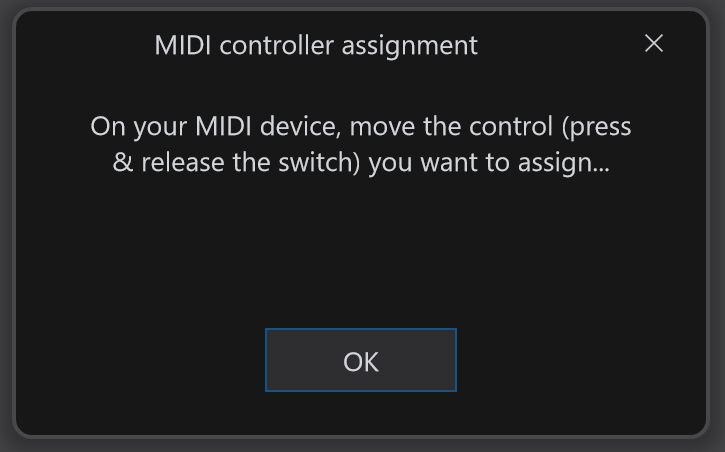 MIDI controller assignment
On your MIDI device, move the control (press
& release the switch) you want to assign...
OK